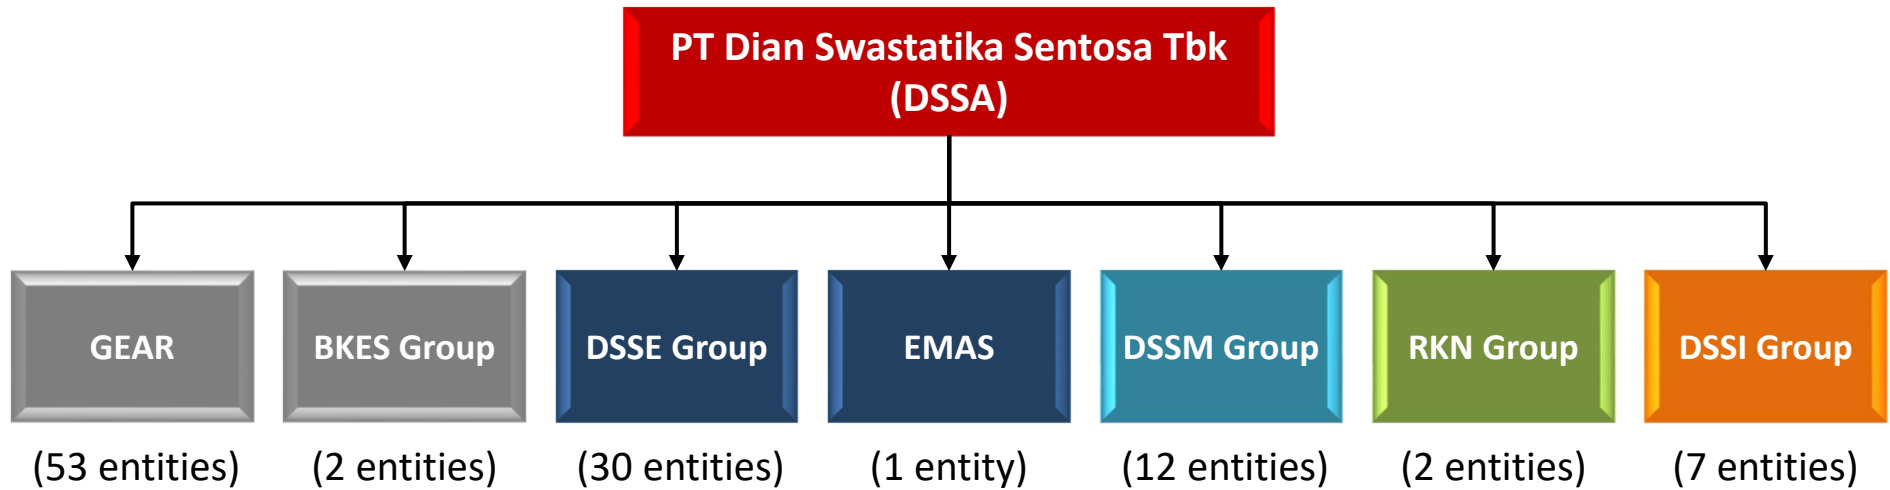 PT Dian Swastatika Sentosa Tbk
(DSSA)
GEAR
BKES Group
DSSE Group
EMAS
DSSM Group
RKN Group
DSSI Group
(53 entities)
(2 entities)
(30 entities)
(1 entity)
(12 entities)
(2 entities)
(7 entities)